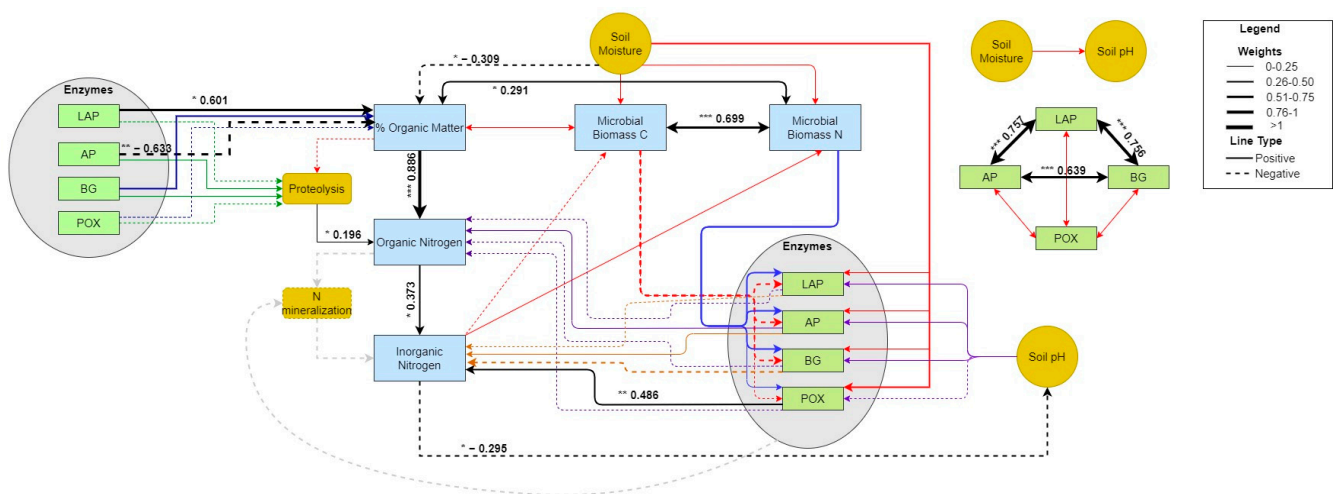 Soil
Moisture
* − 0.309
* 0.291
Enzymes
LAP
AP
BG
POX
* 0.601
** − 0.633
% Organic Matter
Microbial
Biomass C
*** 0.699
Microbial
Biomass N
Proteolysis
*** 0.886
* 0.196
Organic Nitrogen
N
mineralization
* 0.373
Inorganic
Nitrogen
** 0.486
* − 0.295
Enzymes
LAP
AP
BG
POX
Soil pH
Soil
Moisture
Soil pH
LAP
*** 0.757
*** 0.756
AP
*** 0.639
BG
POX
Legend
Weights
0-0.25
0.26-0.50
0.51-0.75
0.76-1
>1
Line Type
Positive
Negative